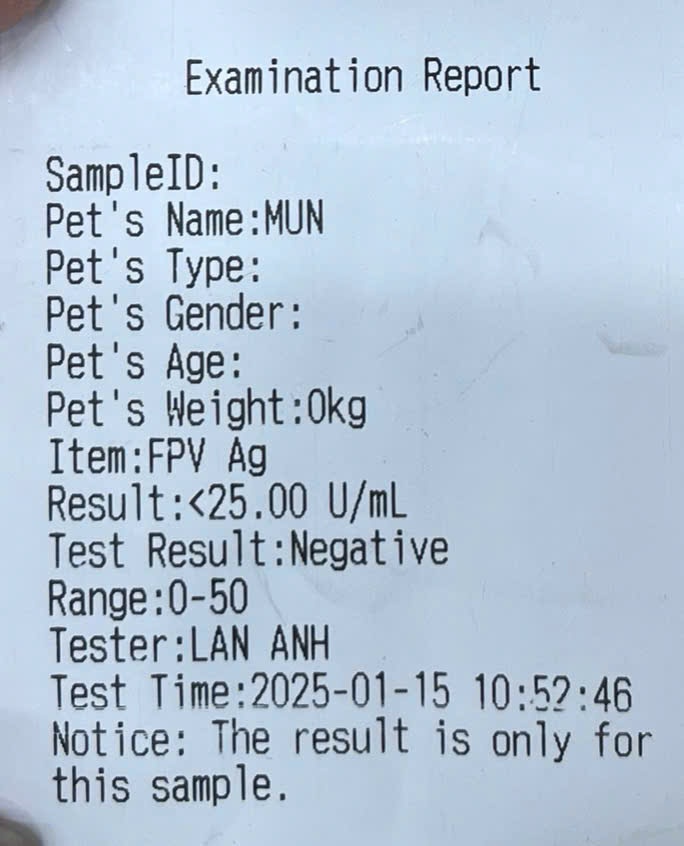 Examination Report
SampleID:
Pet's Name:MUN
Pet's Type:
Pet's Gender:
Pet's Age:
Pet's Weight:0kg
Item:FPV Ag
Result:<25.00 U/mL
Test Result:Negative
Range:0-50
Tester:LAN ANH
Test Time:2025-01-15 10:52:46
Notice: The result is only for
this sample.